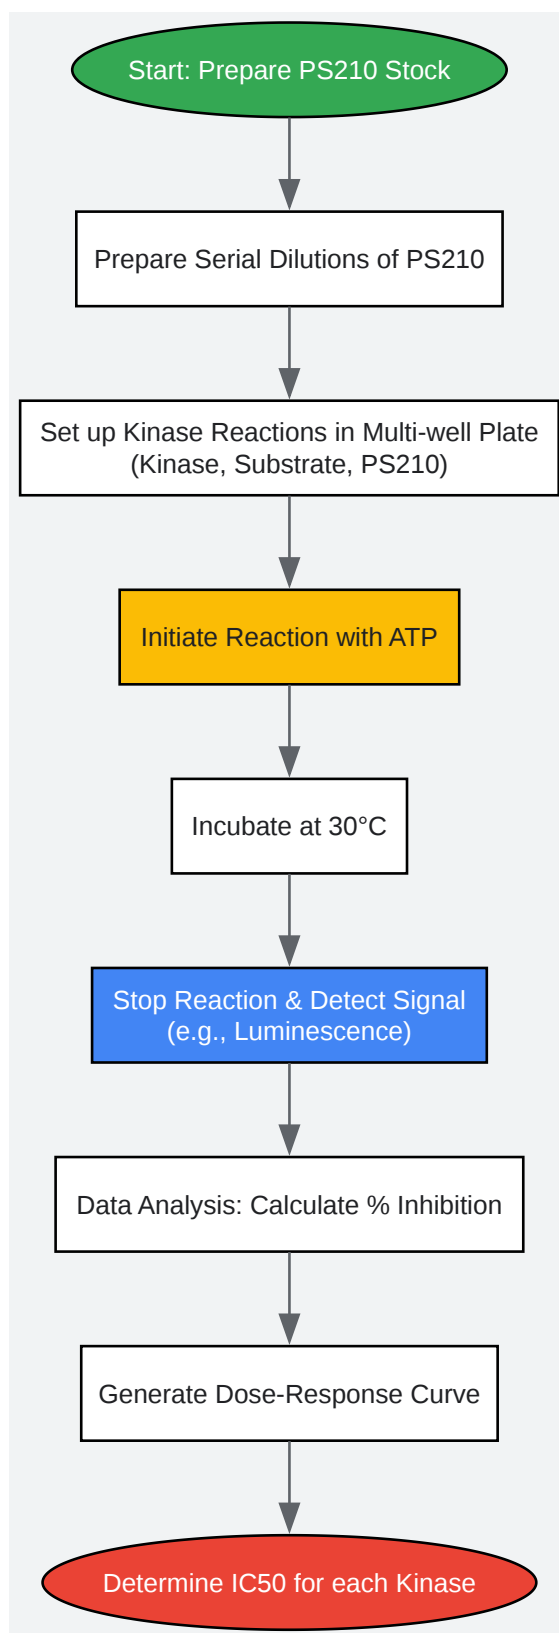 Start: Prepare PS210 Stock
Prepare Serial Dilutions of PS210
Set up Kinase Reactions in Multi-well Plate
(Kinase, Substrate, PS210)
Initiate Reaction with ATP
Incubate at 30°C
Stop Reaction & Detect Signal
(e.g., Luminescence)
Data Analysis: Calculate % Inhibition
Generate Dose-Response Curve
Determine IC50 for each Kinase